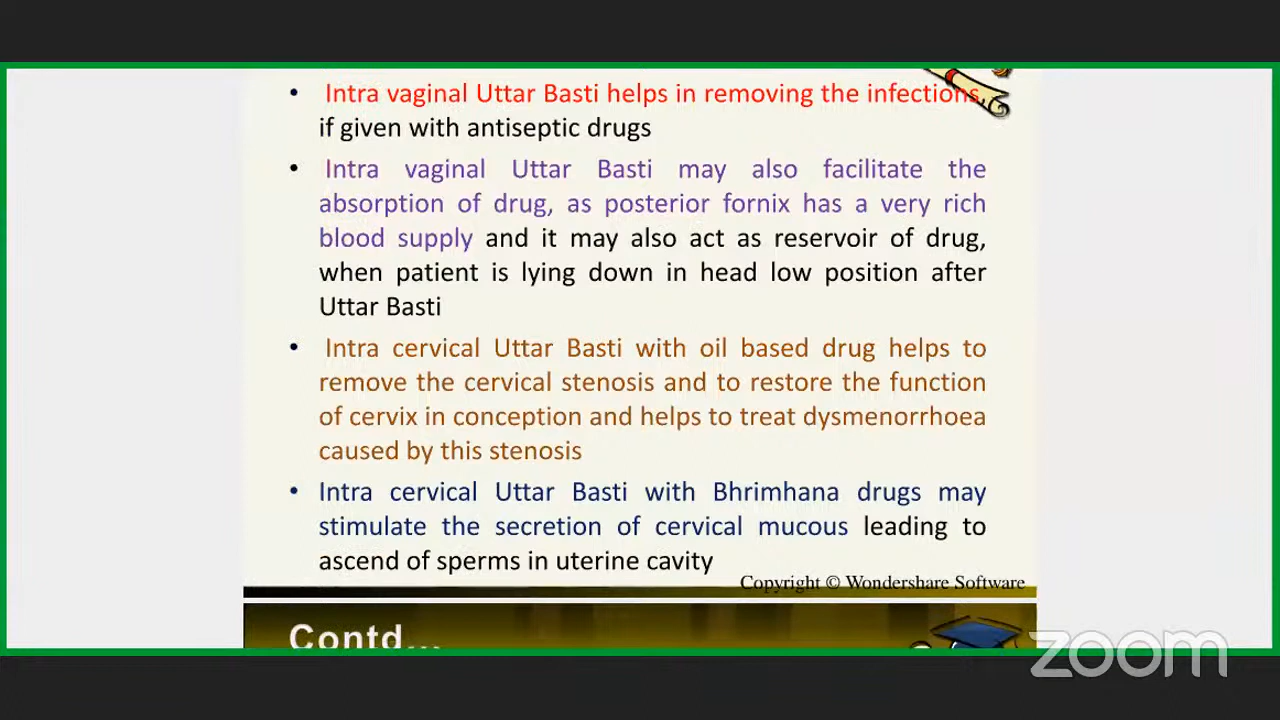 • Intra vaginal Uttar Basti helps in removing the infections,
if given with antiseptic drugs
• Intra vaginal Uttar Basti may also facilitate the
absorption of drug, as posterior fornix has a very rich
blood supply and it may also act as reservoir of drug,
when patient is lying down in head low position after
Uttar Basti
• Intra cervical Uttar Basti with oil based drug helps to
remove the cervical stenosis and to restore the function
of cervix in conception and helps to treat dysmenorrhoea
caused by this stenosis
• Intra cervical Uttar Basti with Bhrimhana drugs may
stimulate the secretion of cervical mucous leading to
ascend of sperms in uterine cavity
Copyright © Wondershare Software
Contd...
zoom